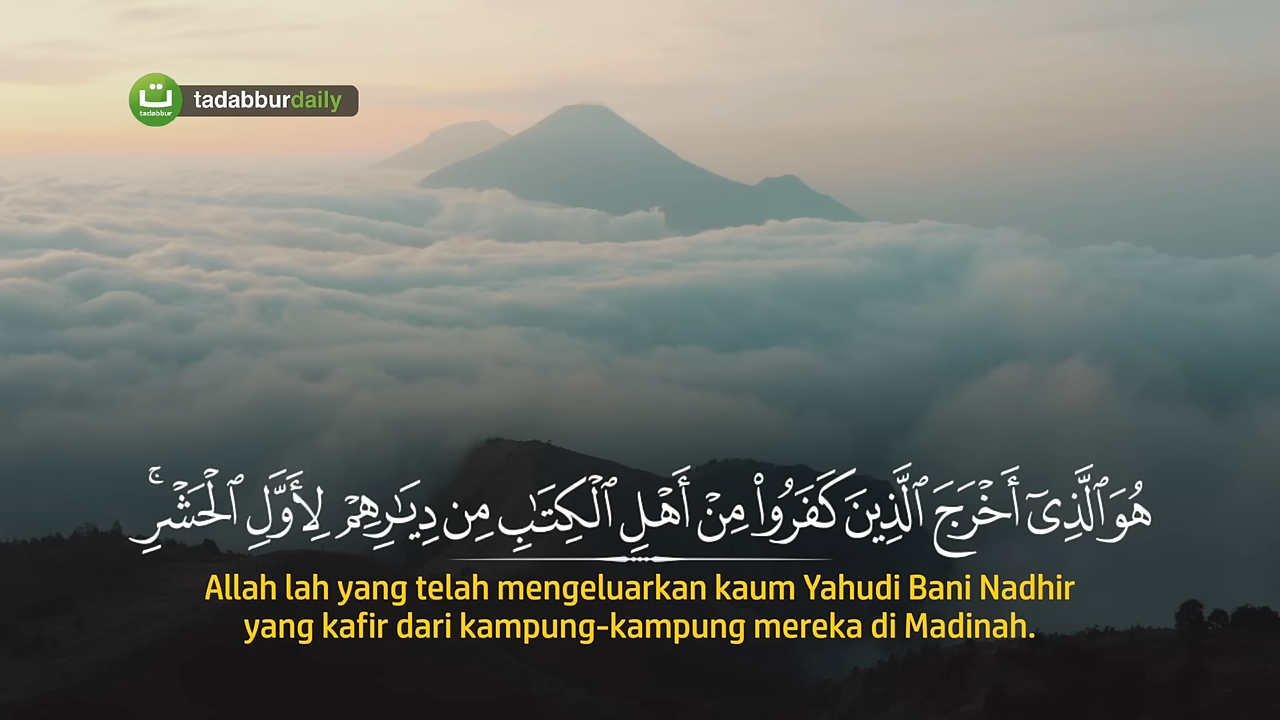 ت
tadabbur
tadabburdaily
هُوَ ٱلَّذِىٓ أَخْرَجَ ٱلَّذِينَ كَفَرُوا۟ مِنْ أَهْلِ ٱلْكِتَـٰبِ مِن دِيَـٰرِهِمْ لِأَوَّلِ ٱلْحَشْرِ ۚ
Allah lah yang telah mengeluarkan kaum Yahudi Bani Nadhir
yang kafir dari kampung-kampung mereka di Madinah.